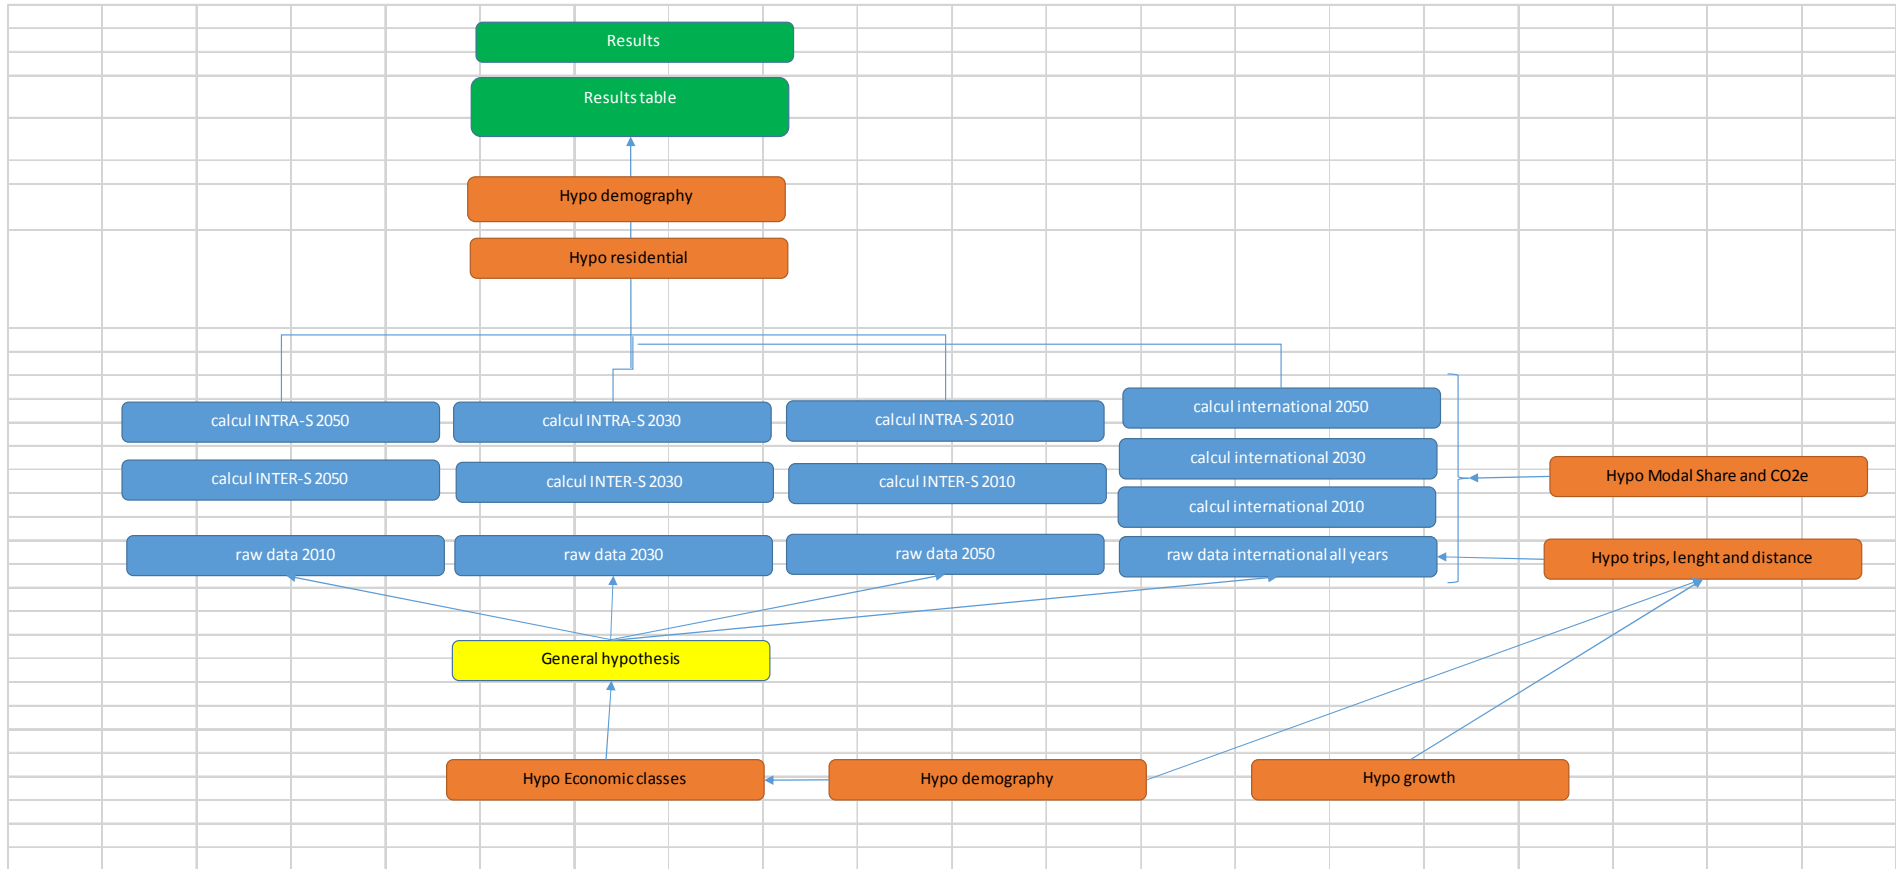 Results
Results table
Hypo demography
Hypo residential
calcul INTRA-S 2050
calcul INTRA-S 2030
calcul INTRA-S 2010
calcul international 2050
calcul INTER-S 2050
calcul INTER-S 2030
calcul INTER-S 2010
calcul international 2030
calcul international 2010
Hypo Modal Share and CO2e
raw data 2010
raw data 2030
raw data 2050
raw data international all years
Hypo trips, lenght and distance
General hypothesis
Hypo Economic classes
Hypo demography
Hypo growth